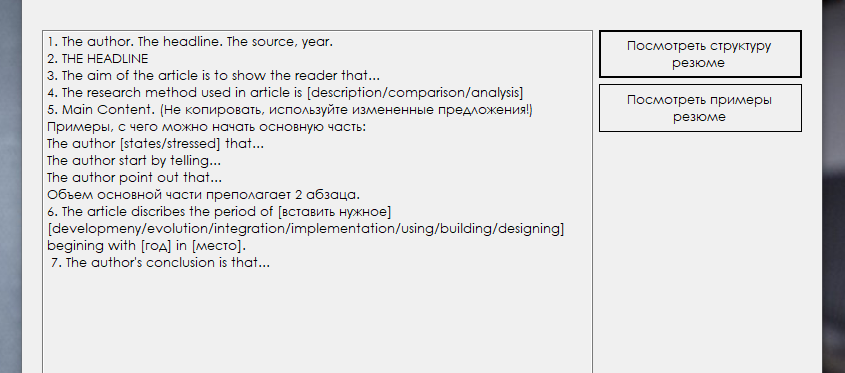 1. The author. The headline. The source, year.
2. THE HEADLINE
3. The aim of the article is to show the reader that...
4. The research method used in article is [description/comparison/analysis]
5. Main Content. (Не копировать, используйте измененные предложения!)
Примеры, с чего можно начать основную часть:
The author [states/stressed] that...
The author start by telling...
The author point out that...
Объем основной части преполагает 2 абзаца.
6. The article discribes the period of [вставить нужное]
[developmeny/evolution/integration/implementation/using/building/designing]
begining with [год] in [место].
7. The author's conclusion is that...
Посмотреть структуру
резюме
Посмотреть примеры
резюме